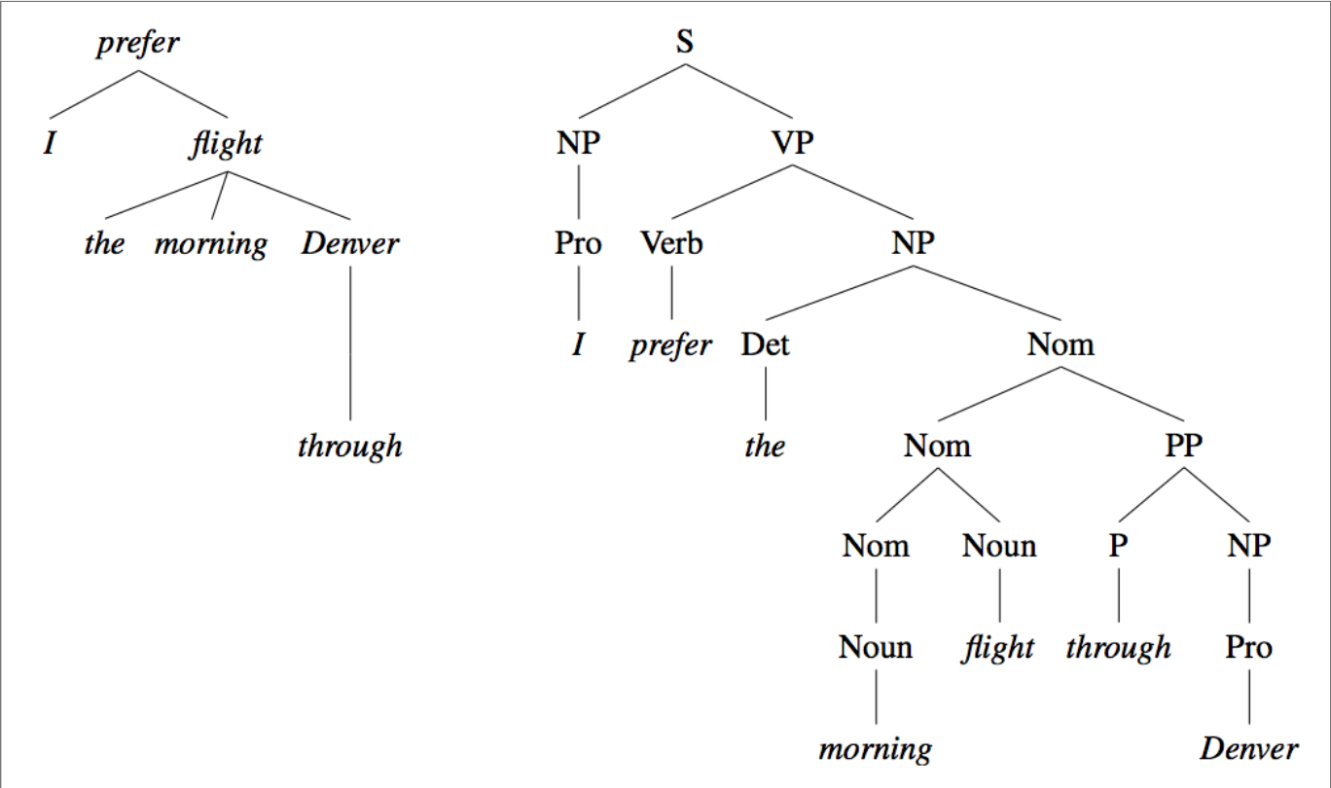 prefer S
I flight NP VP
the morning Denver Pro Verb NP
I prefer Det Nom
through the Nom PP
Nom Noun P NP
Noun flight through Pro
morning Denver